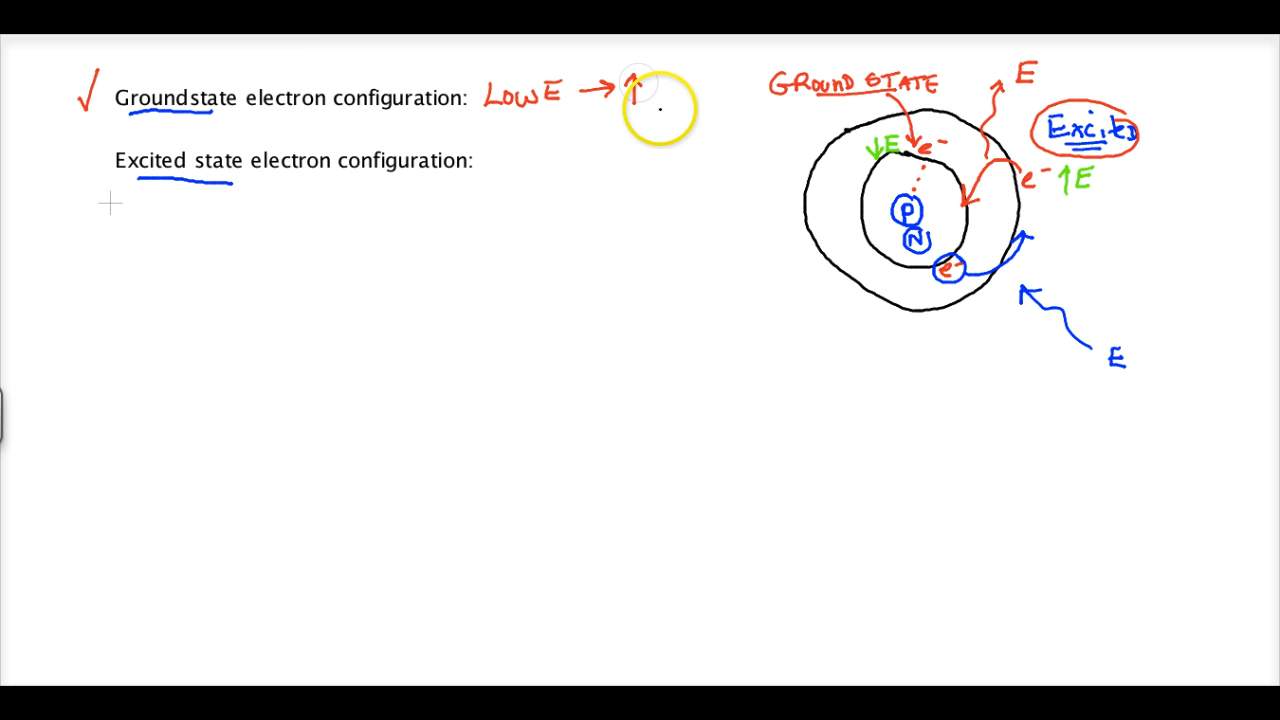 ✓ Groundstate electron configuration: LOW E → ↑
Excited state electron configuration:
GROUND STATE
E
Excited
↓E e⁻
e⁻ ↑E
P
N
e⁻
E